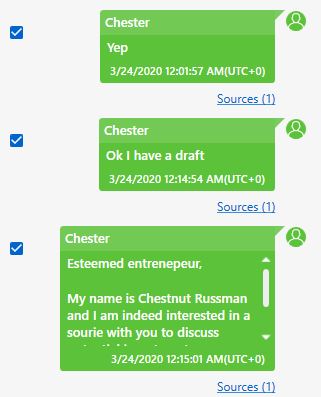 Chester
Yep
3/24/2020 12:01:57 AM(UTC+0)
Sources (1)
Chester
Ok I have a draft
3/24/2020 12:14:54 AM(UTC+0)
Sources (1)
Chester
Esteemed entrenepeur,
My name is Chestnut Russman
and I am indeed interested in a
sourie with you to discuss
3/24/2020 12:15:01 AM(UTC+0)
Sources (1)